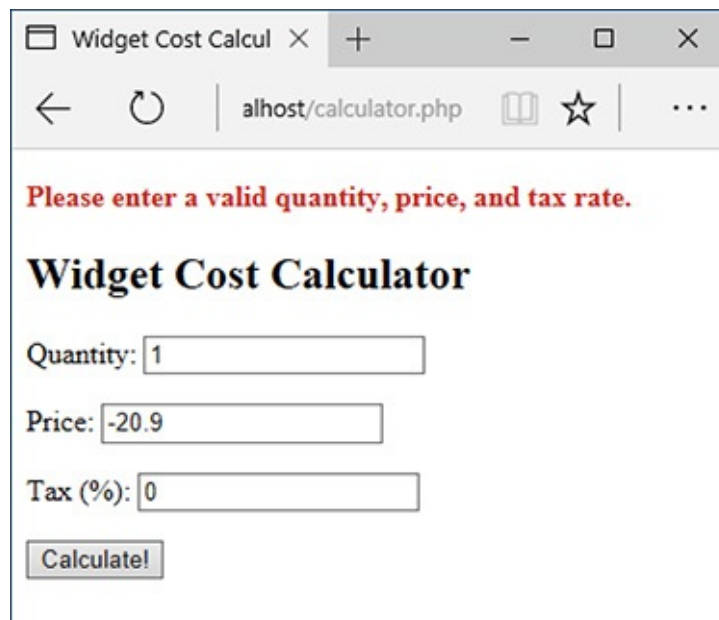 Widget Cost Calcul
alhost/calculator.php
Please enter a valid quantity, price, and tax rate.
Widget Cost Calculator
Quantity: 1
Price: -20.9
Tax (%): 0
Calculate!